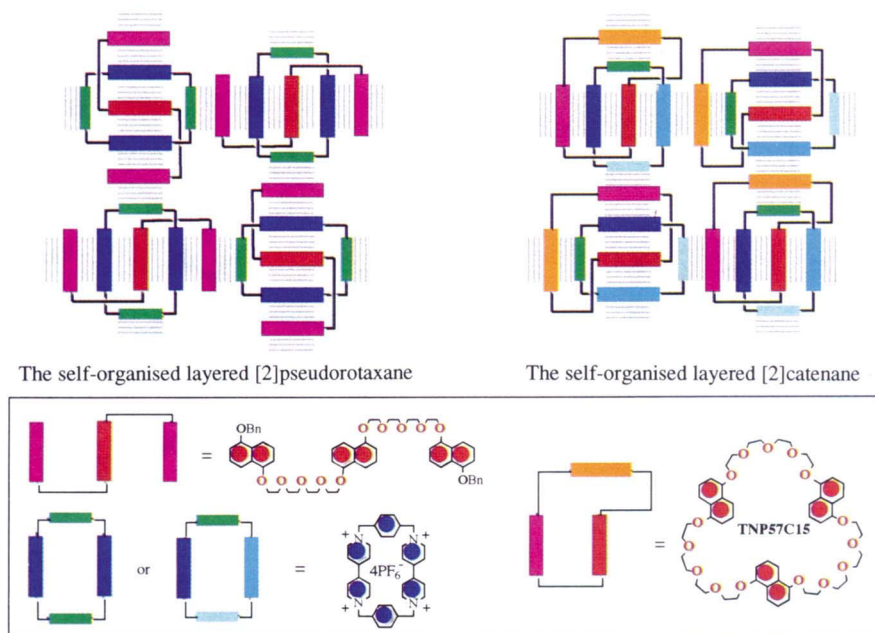 The self-organised layered [2]pseudorotaxane
The self-organised layered [2]catenane
= OBn O O O O O O O O O O OBn
or = N N 4PF6- N N + + + +
= TNP57C15 O O O O O O O O O O O O O O O